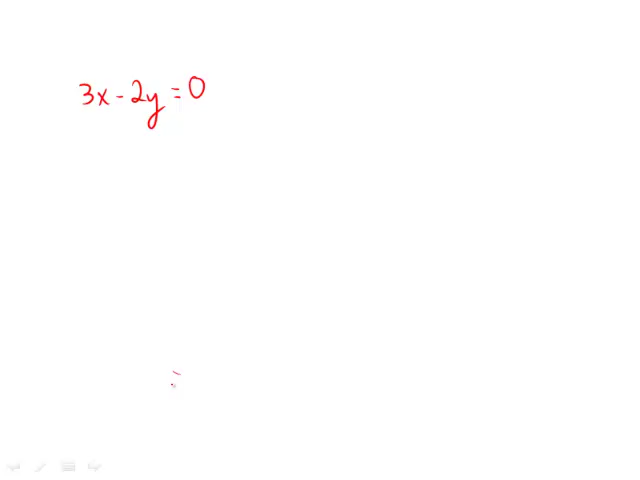 3x - 2y = 0